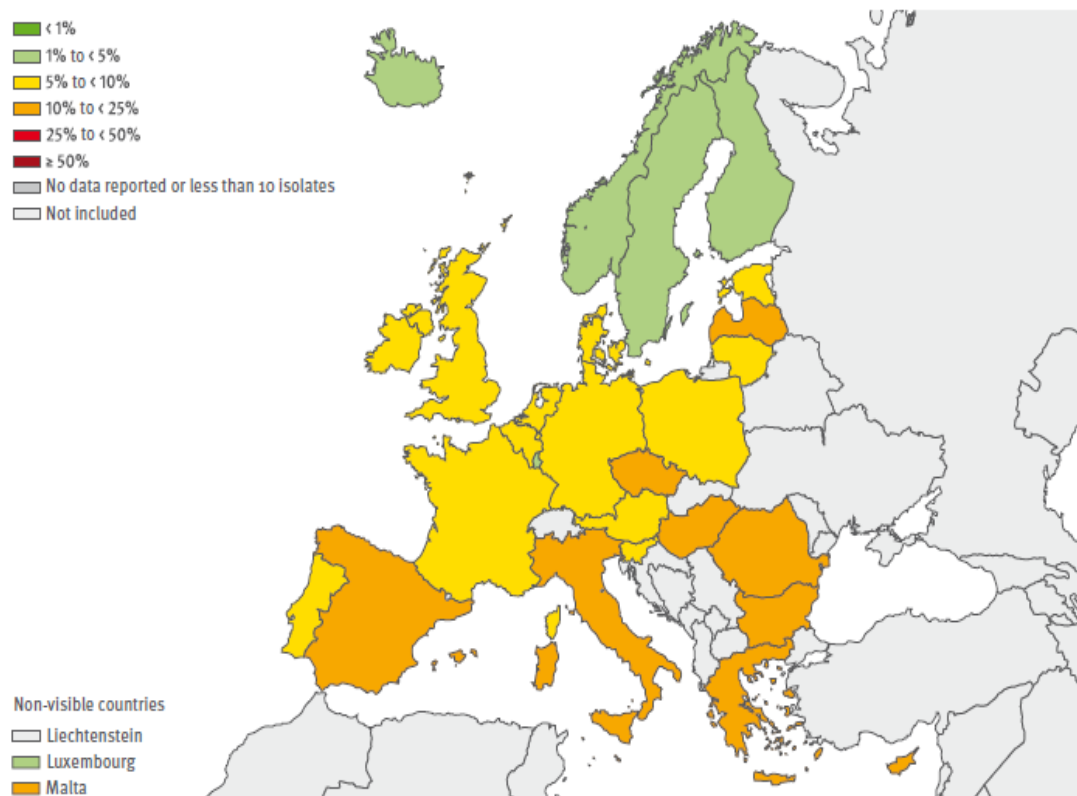 < 1%
1% to < 5%
5% to < 10%
10% to < 25%
25% to < 50%
≥ 50%
No data reported or less than 10 isolates
Not included
Non-visible countries
Liechtenstein
Luxembourg
Malta